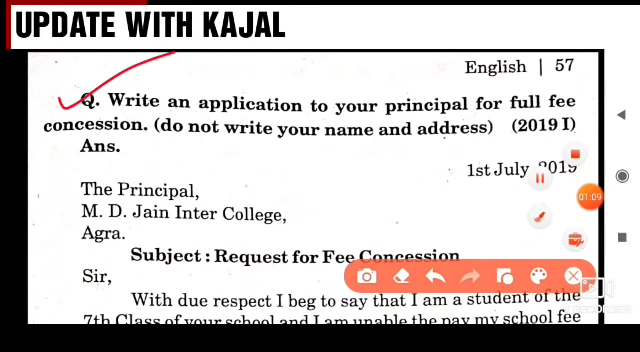 UPDATE WITH KAJAL
English | 57
Q. Write an application to your principal for full fee
concession. (do not write your name and address) (2019 I)
Ans.
1st July 2019
The Principal,
M. D. Jain Inter College,
Agra.
Subject : Request for Fee Concession
Sir,
With due respect I beg to say that I am a student of the
7th Class of your school and I am unable the pay my school fee
01:09